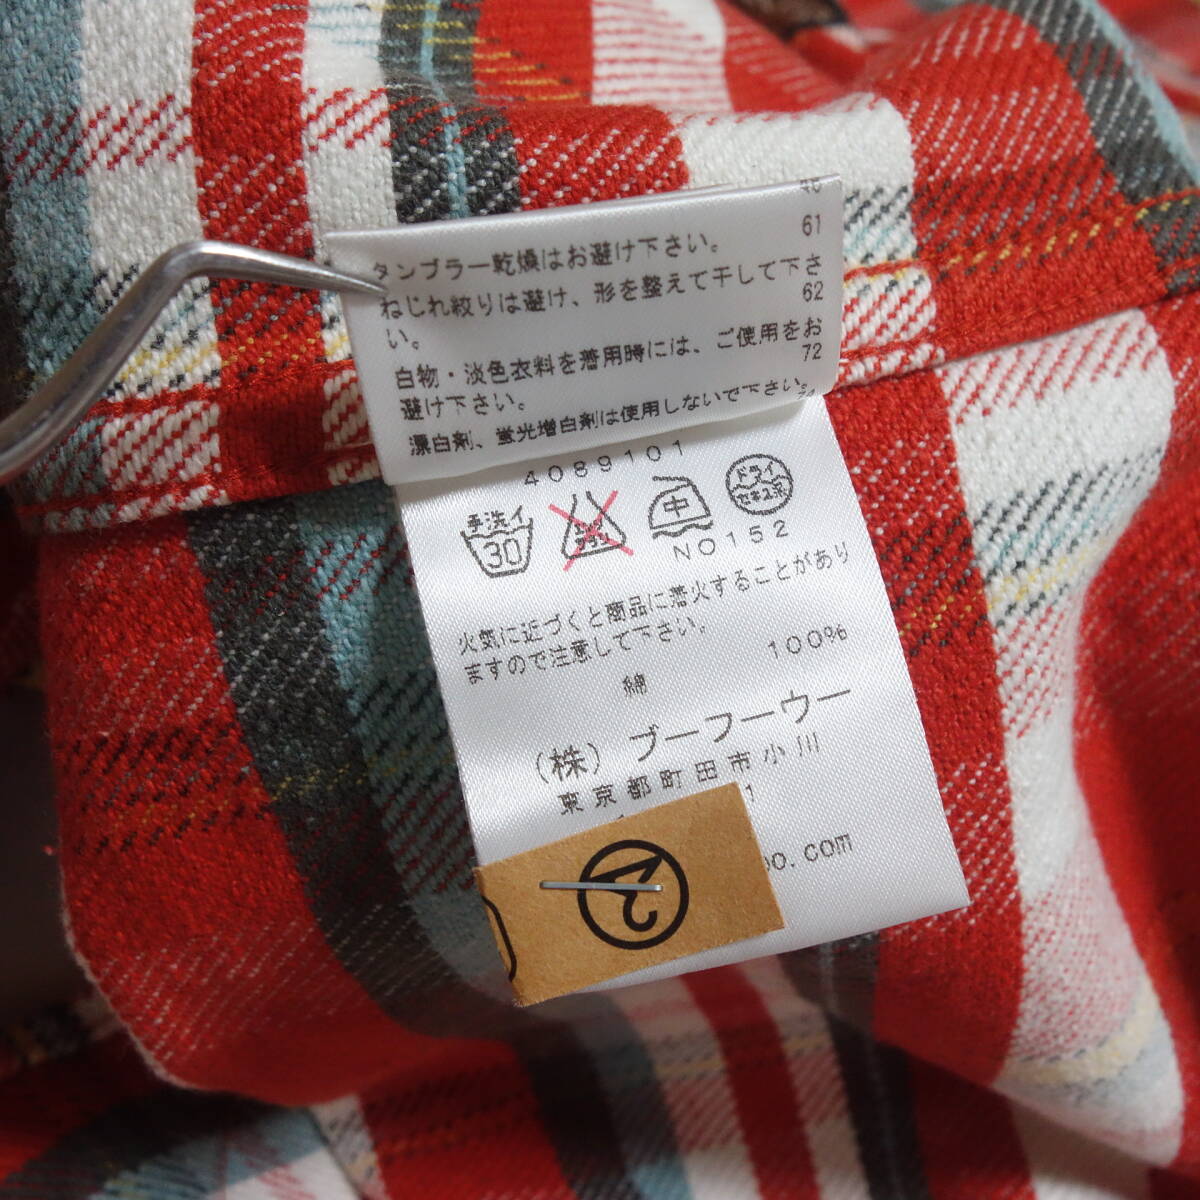 61
タンブラー乾燥はお避け下さい。
ねじれ絞りは避け、形を整えて干して下さ
い。
62
白物・淡色衣料を着用時には、ご使用をお
避け下さい。
72
漂白剤、蛍光増白剤は使用しないで下さい。
4089101
手洗イ
30
中
ドライ
セキユ系
NO152
火気に近づくと商品に着火することがあり
ますので注意して下さい。
綿 100%
(株) ブーフーウー
東京都町田市小川
1
oo.com
2